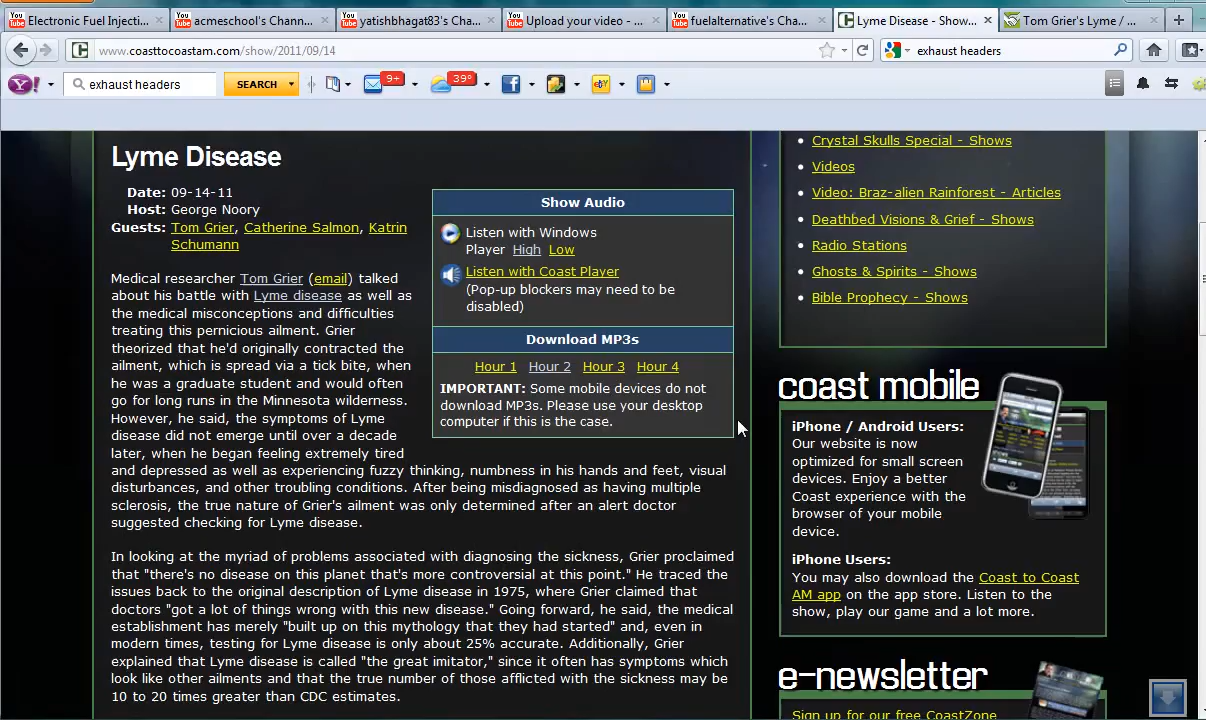 Electronic Fuel Injecti...
acmeschool's Chann...
yatishbhagat83's Cha...
Upload your video - ...
fuelalternative's Cha...
Lyme Disease - Show...
Tom Grier's Lyme / ...
www.coasttocoastam.com/show/2011/09/14
exhaust headers
exhaust headers
SEARCH
9+
39°
Lyme Disease
Date: 09-14-11
Host: George Noory
Guests: Tom Grier, Catherine Salmon, Katrin
Schumann
Show Audio
Listen with Windows
Player High Low
Listen with Coast Player
(Pop-up blockers may need to be
disabled)
Download MP3s
Hour 1 Hour 2 Hour 3 Hour 4
IMPORTANT: Some mobile devices do not
download MP3s. Please use your desktop
computer if this is the case.
Medical researcher Tom Grier (email) talked
about his battle with Lyme disease as well as
the medical misconceptions and difficulties
treating this pernicious ailment. Grier
theorized that he'd originally contracted the
ailment, which is spread via a tick bite, when
he was a graduate student and would often
go for long runs in the Minnesota wilderness.
However, he said, the symptoms of Lyme
disease did not emerge until over a decade
later, when he began feeling extremely tired
and depressed as well as experiencing fuzzy thinking, numbness in his hands and feet, visual
disturbances, and other troubling conditions. After being misdiagnosed as having multiple
sclerosis, the true nature of Grier's ailment was only determined after an alert doctor
suggested checking for Lyme disease.
In looking at the myriad of problems associated with diagnosing the sickness, Grier proclaimed
that "there's no disease on this planet that's more controversial at this point." He traced the
issues back to the original description of Lyme disease in 1975, where Grier claimed that
doctors "got a lot of things wrong with this new disease." Going forward, he said, the medical
establishment has merely "built up on this mythology that they had started" and, even in
modern times, testing for Lyme disease is only about 25% accurate. Additionally, Grier
explained that Lyme disease is called "the great imitator," since it often has symptoms which
look like other ailments and that the true number of those afflicted with the sickness may be
10 to 20 times greater than CDC estimates.
Crystal Skulls Special - Shows
Videos
Video: Braz-alien Rainforest - Articles
Deathbed Visions & Grief - Shows
Radio Stations
Ghosts & Spirits - Shows
Bible Prophecy - Shows
coast mobile
iPhone / Android Users:
Our website is now
optimized for small screen
devices. Enjoy a better
Coast experience with the
browser of your mobile
device.
iPhone Users:
You may also download the Coast to Coast
AM app on the app store. Listen to the
show, play our game and a lot more.
e-newsletter
Sign up for our free CoastZone